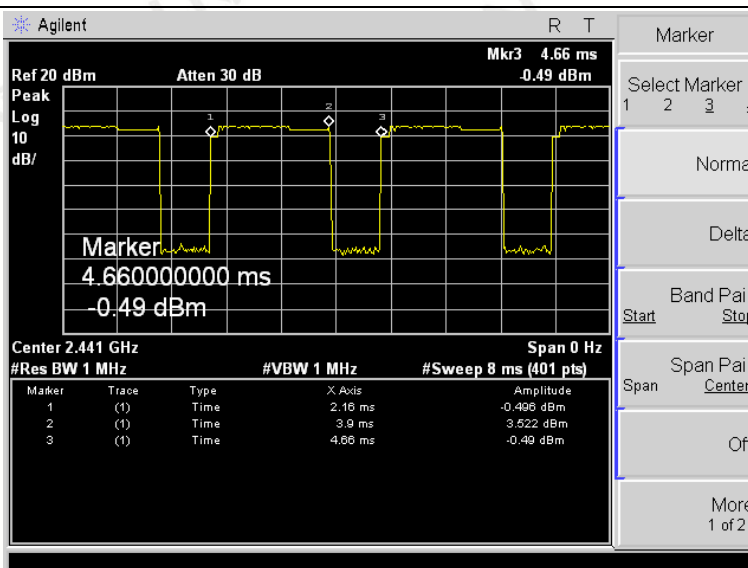 Agilent R T
Marker
Mkr3 4.66 ms
Ref 20 dBm Atten 30 dB -0.49 dBm
Peak
Log
10
dB/
1 2 3
Marker
4.660000000 ms
-0.49 dBm
Center 2.441 GHz Span 0 Hz
#Res BW 1 MHz #VBW 1 MHz #Sweep 8 ms (401 pts)
Marker Trace Type X Axis Amplitude
1 (1) Time 2.16 ms -0.496 dBm
2 (1) Time 3.9 ms 3.522 dBm
3 (1) Time 4.66 ms -0.49 dBm
Select Marker
1 2 3
Norma
Delta
Band Pai
Start Stop
Span Pai
Span Center
Of
More
1 of 2